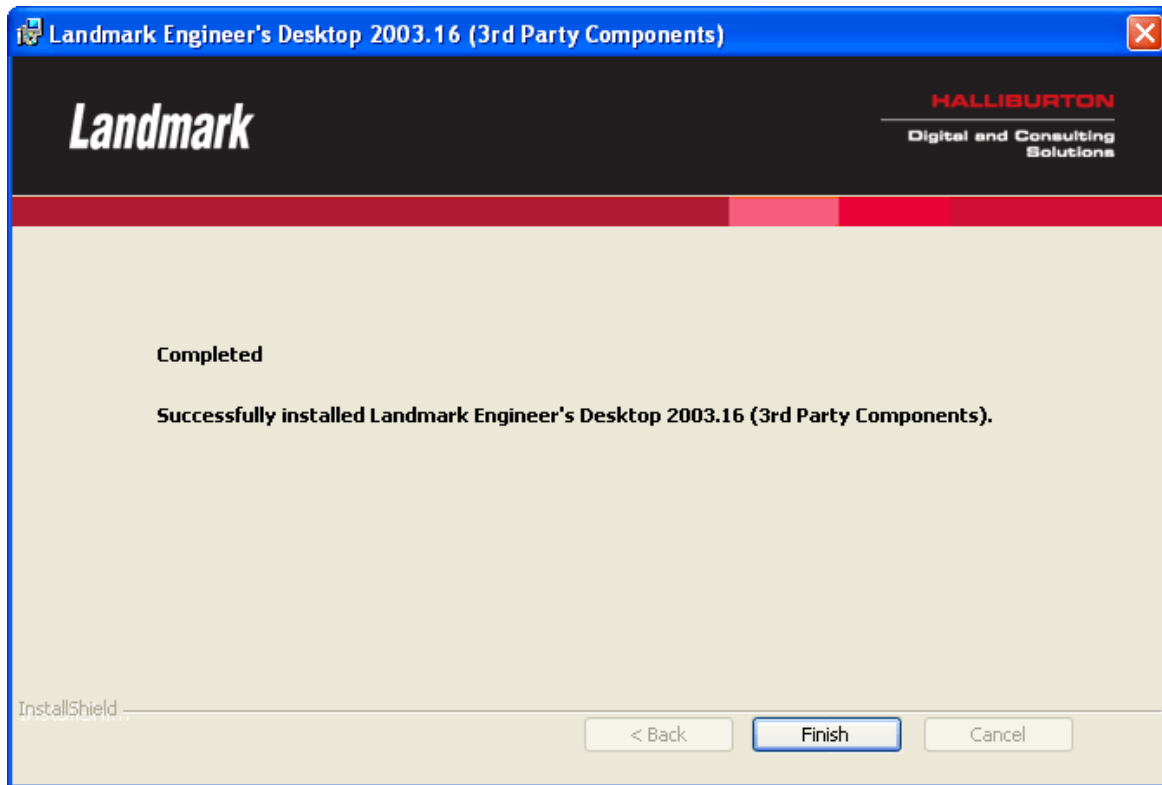 Landmark Engineer's Desktop 2003.16 (3rd Party Components)
Landmark
HALLIBURTON
Digital and Consulting
Solutions
Completed
Successfully installed Landmark Engineer's Desktop 2003.16 (3rd Party Components).
InstallShield
< Back
Finish
Cancel